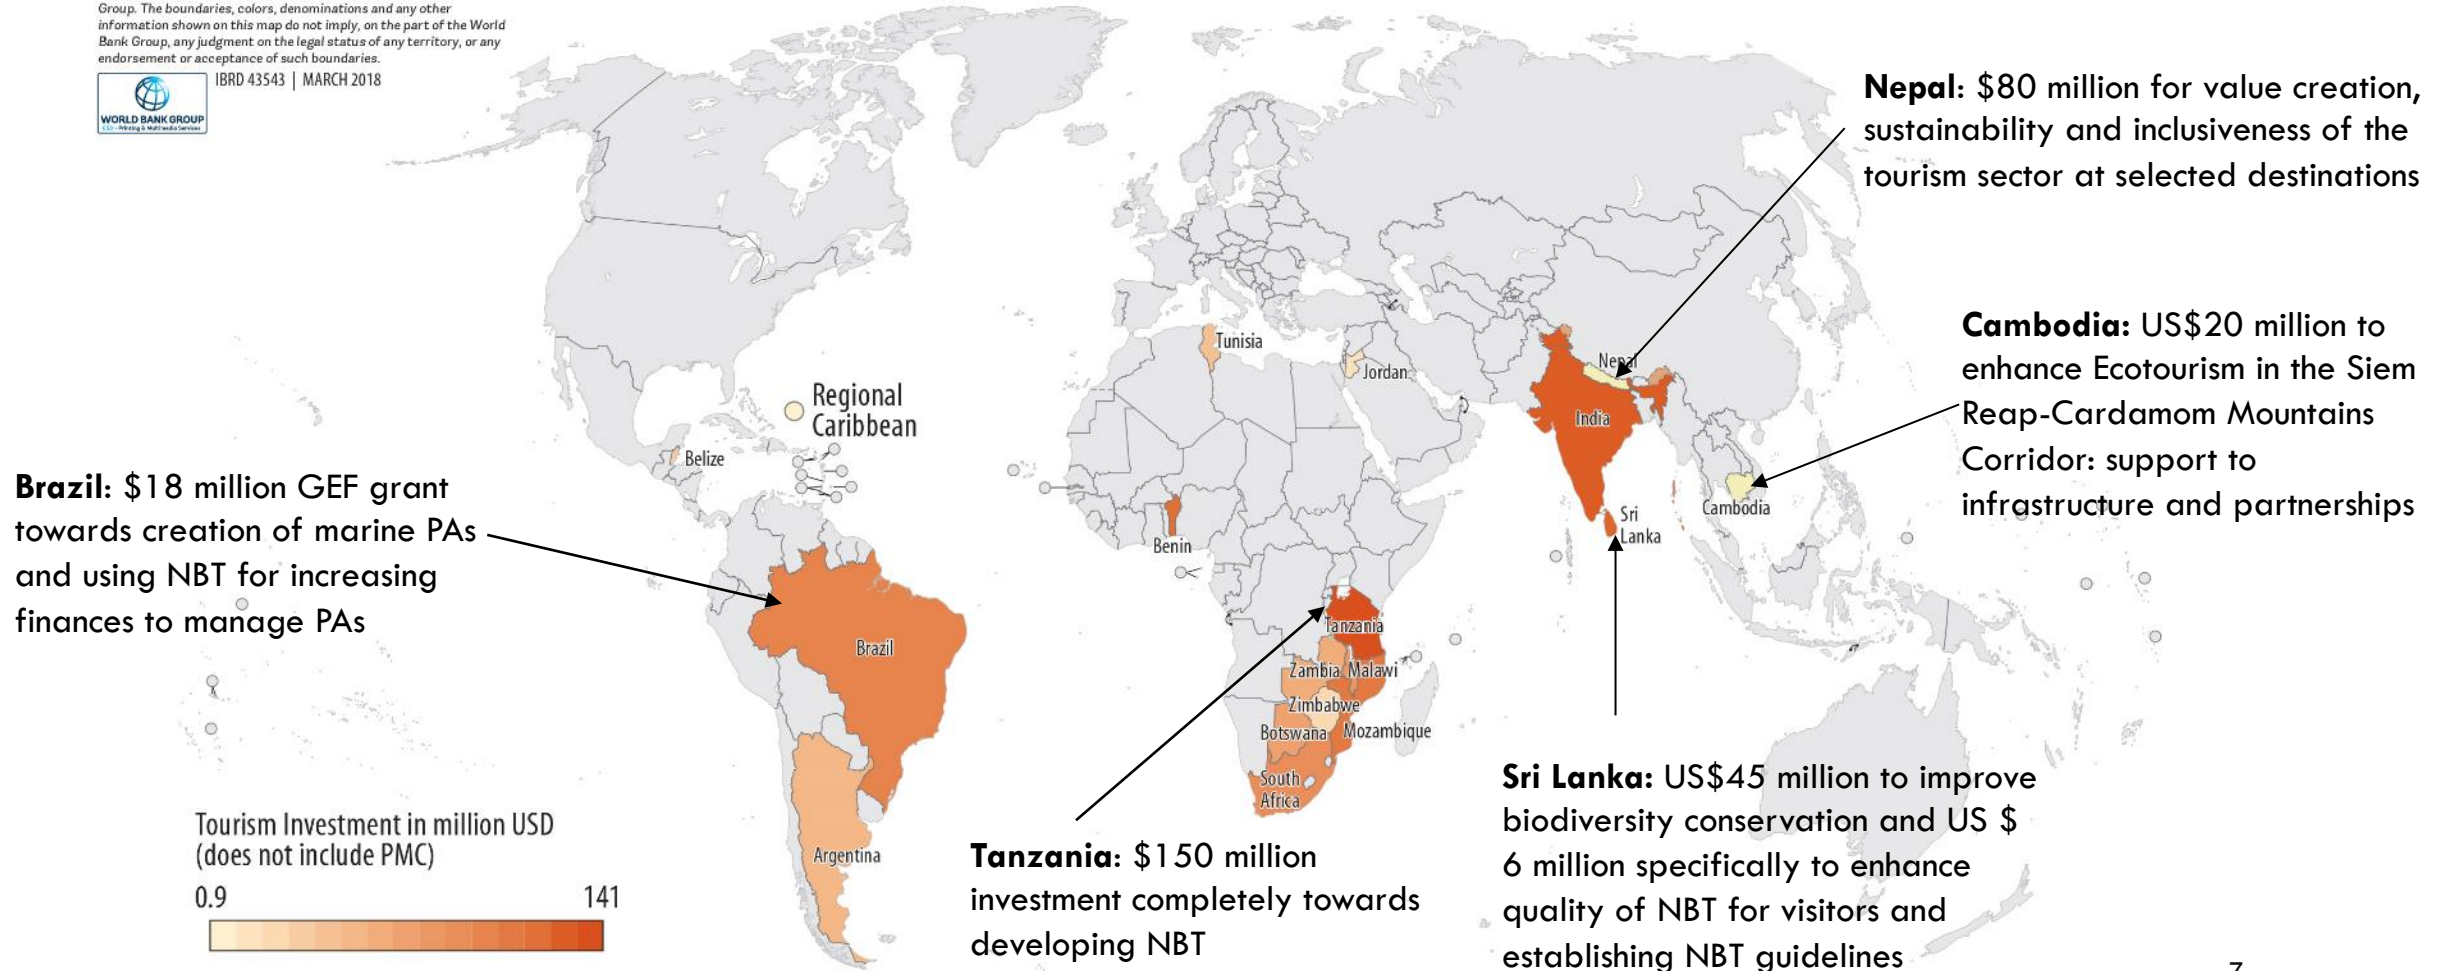 Group. The boundaries, colors, denominations and any other
information shown on this map do not imply, on the part of the World
Bank Group, any judgment on the legal status of any territory, or any
endorsement or acceptance of such boundaries.
WORLD BANK GROUP
IBRD 43543 | MARCH 2018
Nepal: $80 million for value creation,
sustainability and inclusiveness of the
tourism sector at selected destinations
Cambodia: US$20 million to
enhance Ecotourism in the Siem
Reap-Cardamom Mountains
Corridor: support to
infrastructure and partnerships
Tunisia
Jordan
Nepal
India
Regional
Caribbean
Belize
Brazil: $18 million GEF grant
towards creation of marine PAs
and using NBT for increasing
finances to manage PAs
Benin
Sri
Lanka
Cambodia
Brazil
Tanzania
Zambia
Malawi
Zimbabwe
Botswana
Mozambique
South
Africa
Argentina
Tourism Investment in million USD
(does not include PMC)
0.9
141
Tanzania: $150 million
investment completely towards
developing NBT
Sri Lanka: US$45 million to improve
biodiversity conservation and US $
6 million specifically to enhance
quality of NBT for visitors and
establishing NBT guidelines